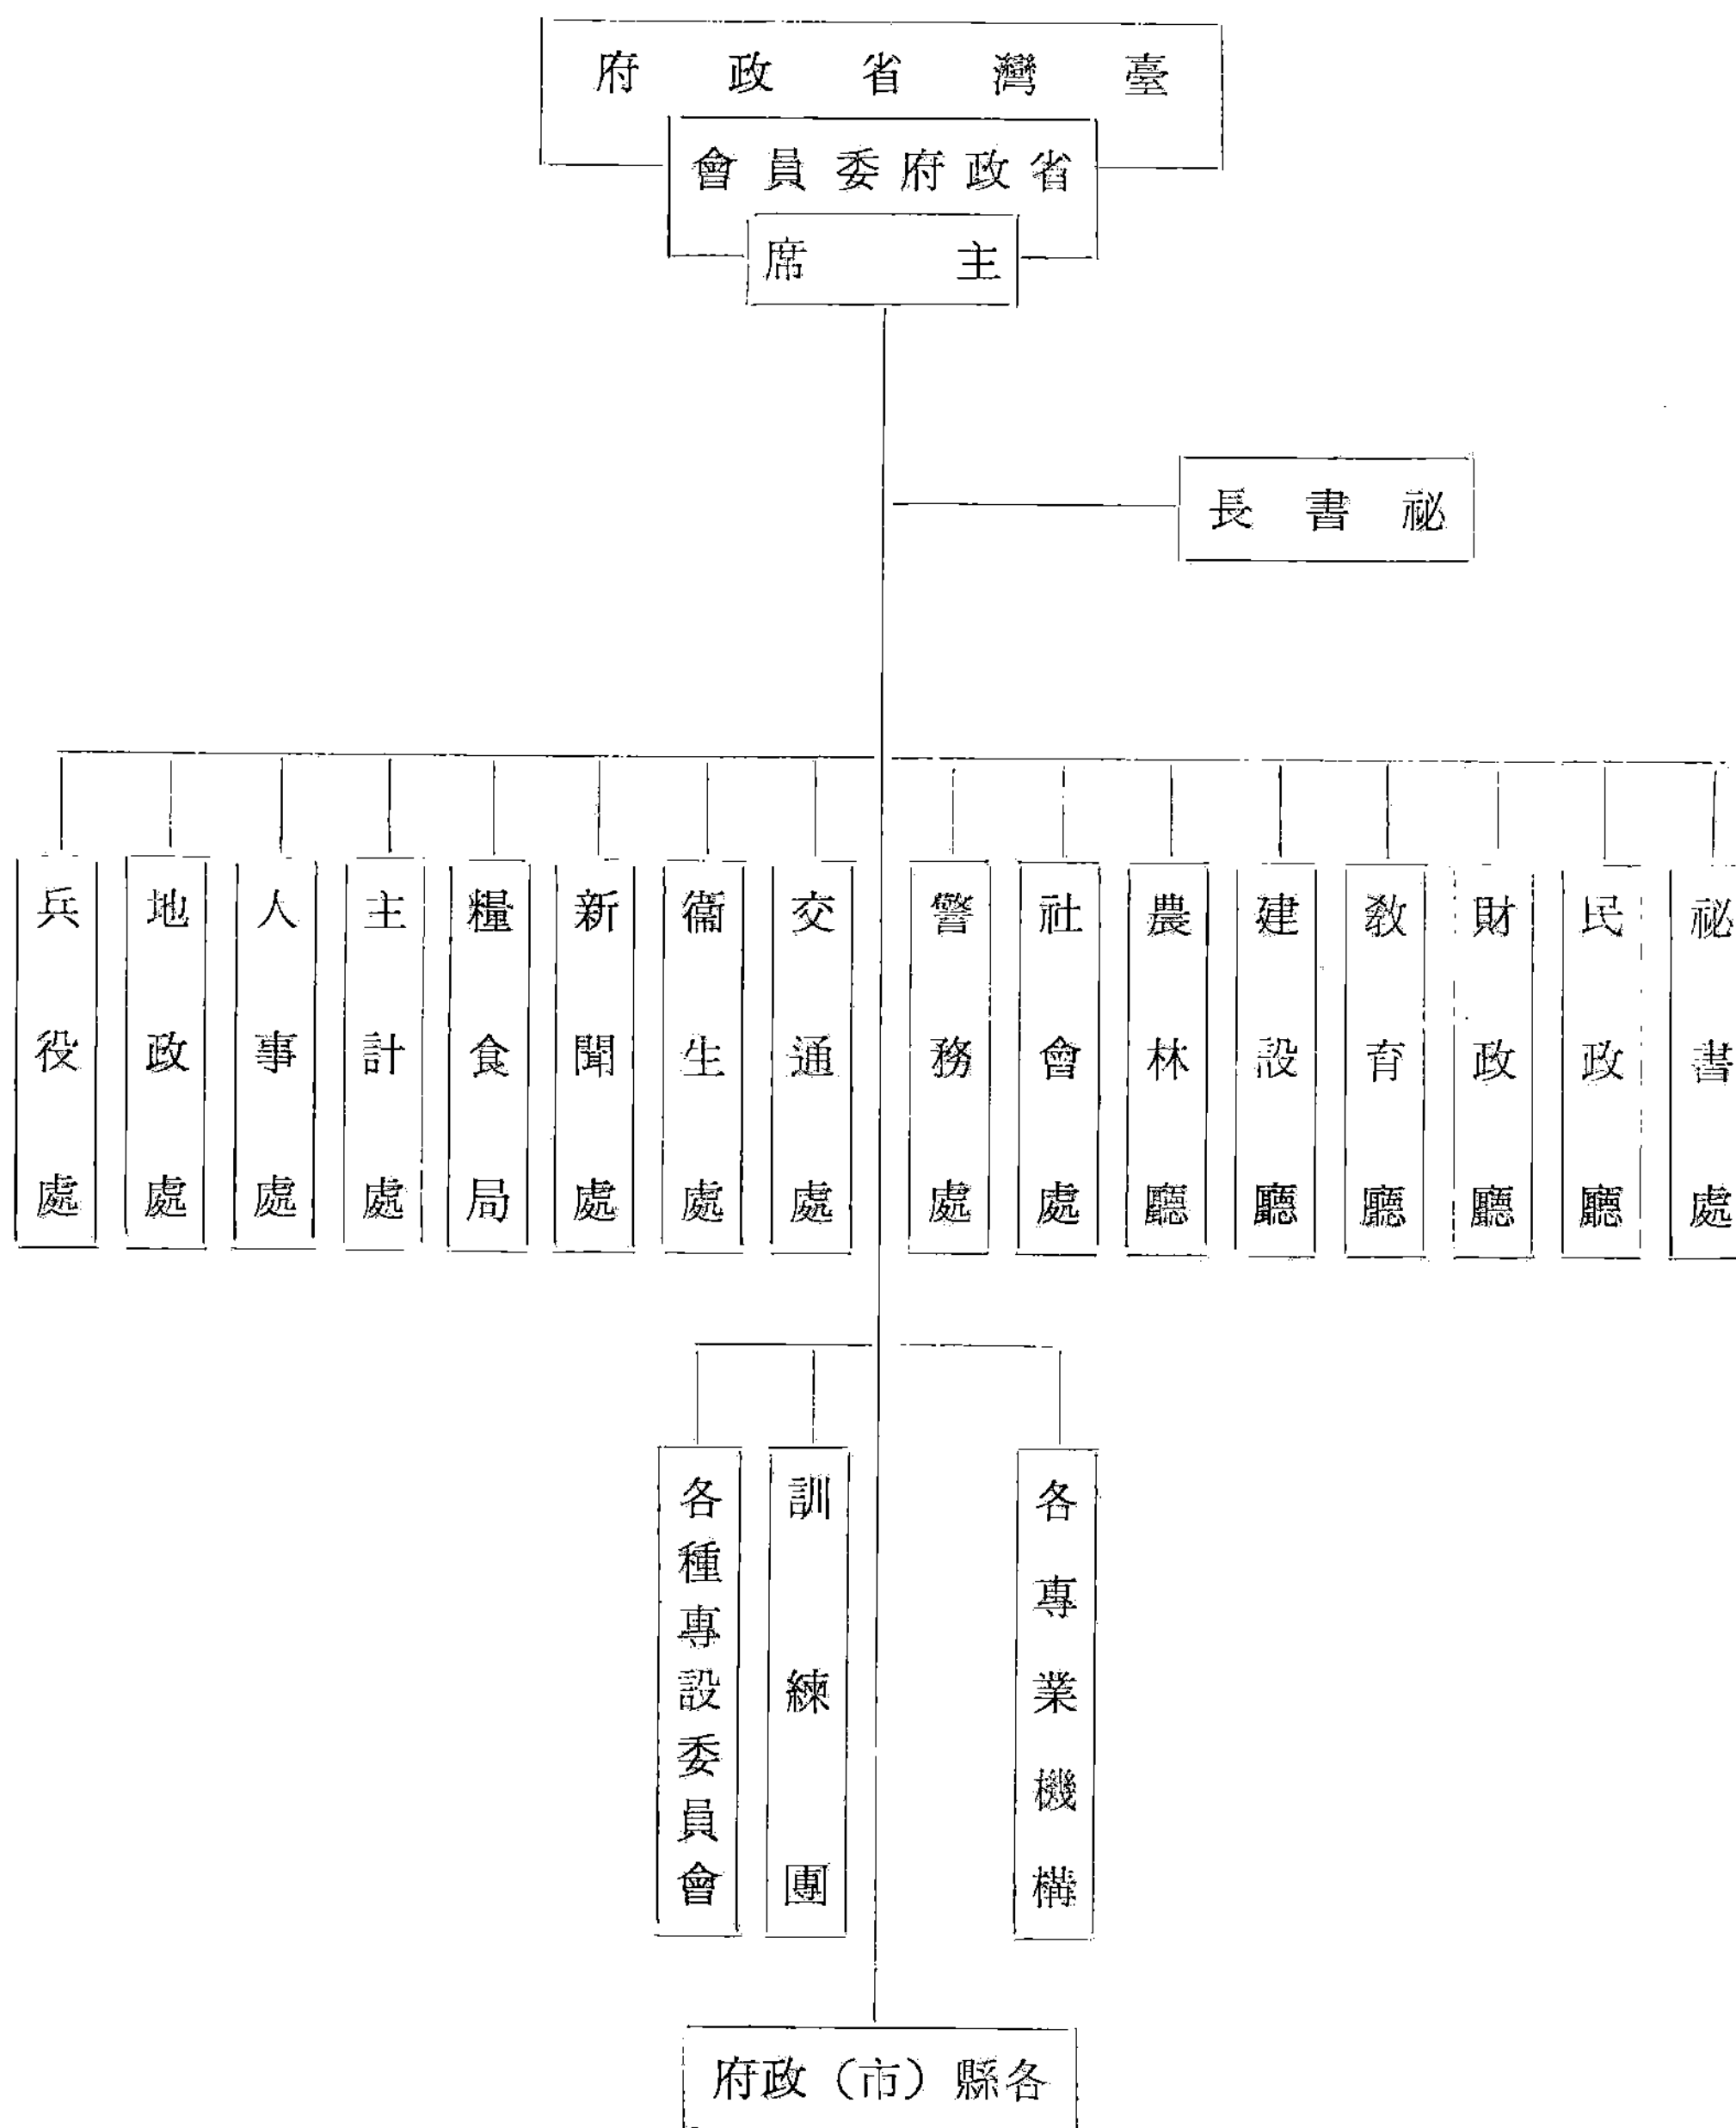 臺灣省政府
省政府委員會
主席
祕書長
祕書處
民政廳
財政廳
教育廳
建設廳
農林廳
社會處
警務處
交通處
衞生處
新聞處
糧食局
主計處
人事處
地政處
兵役處
各專業機構
訓練團
各種專設委員會
各縣（市）政府